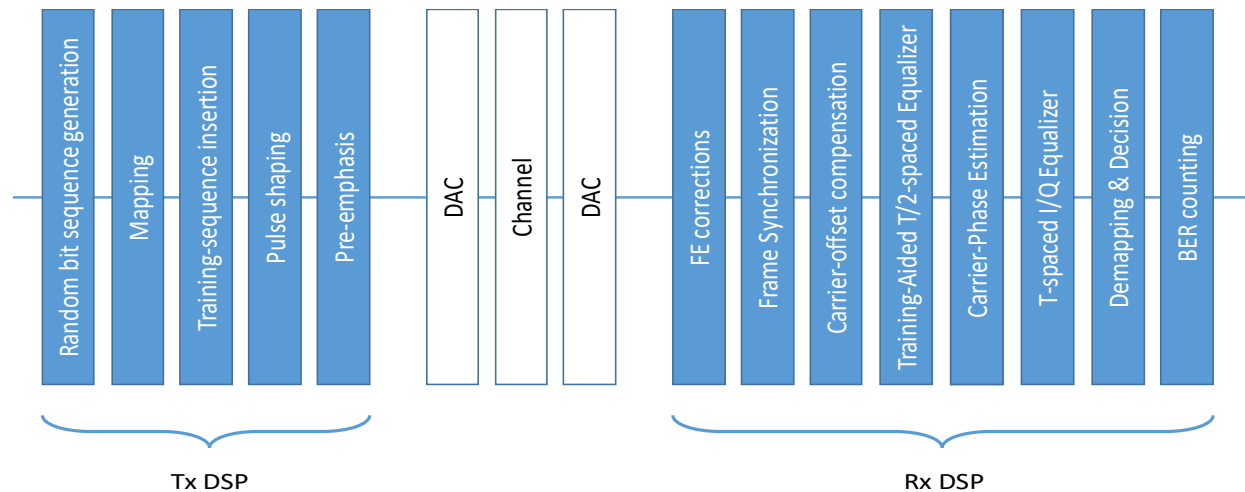 Random bit sequence generation
Mapping
Training-sequence insertion
Pulse shaping
Pre-emphasis
DAC
Channel
DAC
FE corrections
Frame Synchronization
Carrier-offset compensation
Training-Aided T/2-spaced Equalizer
Carrier-Phase Estimation
T-spaced I/Q Equalizer
Demapping & Decision
BER counting
Tx DSP
Rx DSP